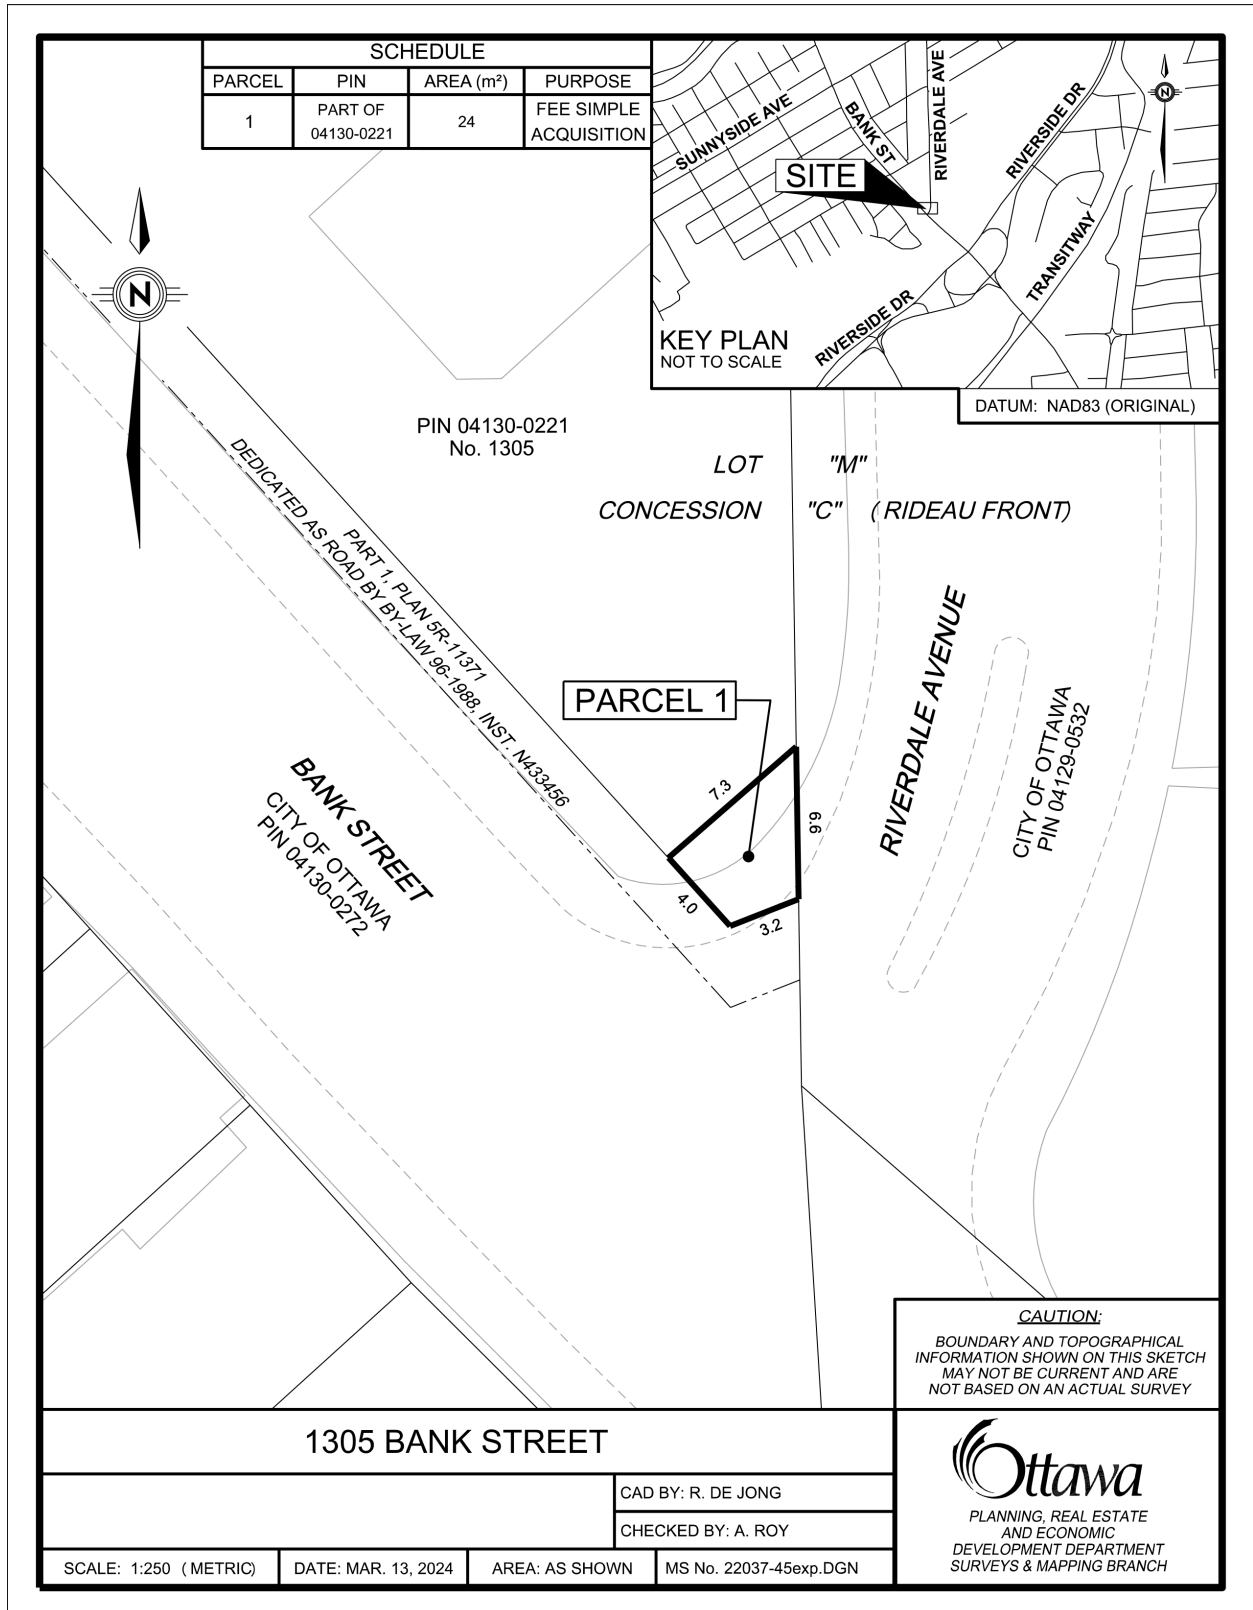 SCHEDULE
PARCEL PIN AREA (m²) PURPOSE
1 PART OF 04130-0221 24 FEE SIMPLE ACQUISITION
SUNNYSIDE AVE
BANK ST
RIVERDALE AVE
RIVERSIDE DR
N
SITE
TRANSITWAY
RIVERSIDE DR
KEY PLAN
NOT TO SCALE
DATUM: NAD83 (ORIGINAL)
N
PIN 04130-0221
No. 1305
LOT "M"
CONCESSION "C" ( RIDEAU FRONT)
PART 1, PLAN 5R-11371
DEDICATED AS ROAD BY BY-LAW 96-1988, INST. N433456
PARCEL 1
7.3
6.6
4.0
3.2
RIVERDALE AVENUE
CITY OF OTTAWA
PIN 04129-0532
BANK STREET
CITY OF OTTAWA
PIN 04130-0272
CAUTION:
BOUNDARY AND TOPOGRAPHICAL
INFORMATION SHOWN ON THIS SKETCH
MAY NOT BE CURRENT AND ARE
NOT BASED ON AN ACTUAL SURVEY
1305 BANK STREET
CAD BY: R. DE JONG
CHECKED BY: A. ROY
SCALE: 1:250 ( METRIC) DATE: MAR. 13, 2024 AREA: AS SHOWN MS No. 22037-45exp.DGN
Ottawa
PLANNING, REAL ESTATE
AND ECONOMIC
DEVELOPMENT DEPARTMENT
SURVEYS & MAPPING BRANCH